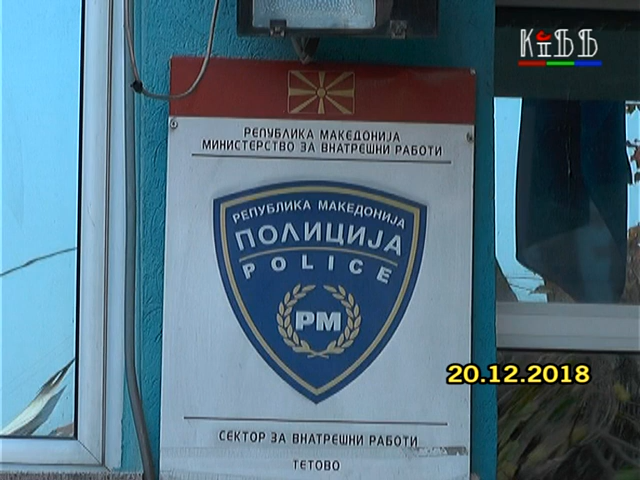 KiББ
РЕПУБЛИКА МАКЕДОНИЈА
МИНИСТЕРСТВО ЗА ВНАТРЕШНИ РАБОТИ
РЕПУБЛИКА МАКЕДОНИЈА
ПОЛИЦИЈА
POLICE
РМ
20.12.2018
СЕКТОР ЗА ВНАТРЕШНИ РАБОТИ
ТЕТОВО